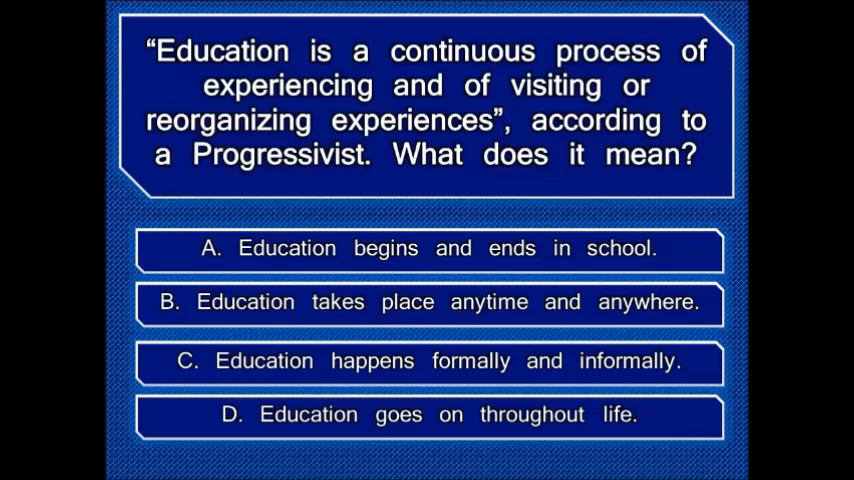 “Education is a continuous process of
experiencing and of visiting or
reorganizing experiences”, according to
a Progressivist. What does it mean?
A. Education begins and ends in school.
B. Education takes place anytime and anywhere.
C. Education happens formally and informally.
D. Education goes on throughout life.